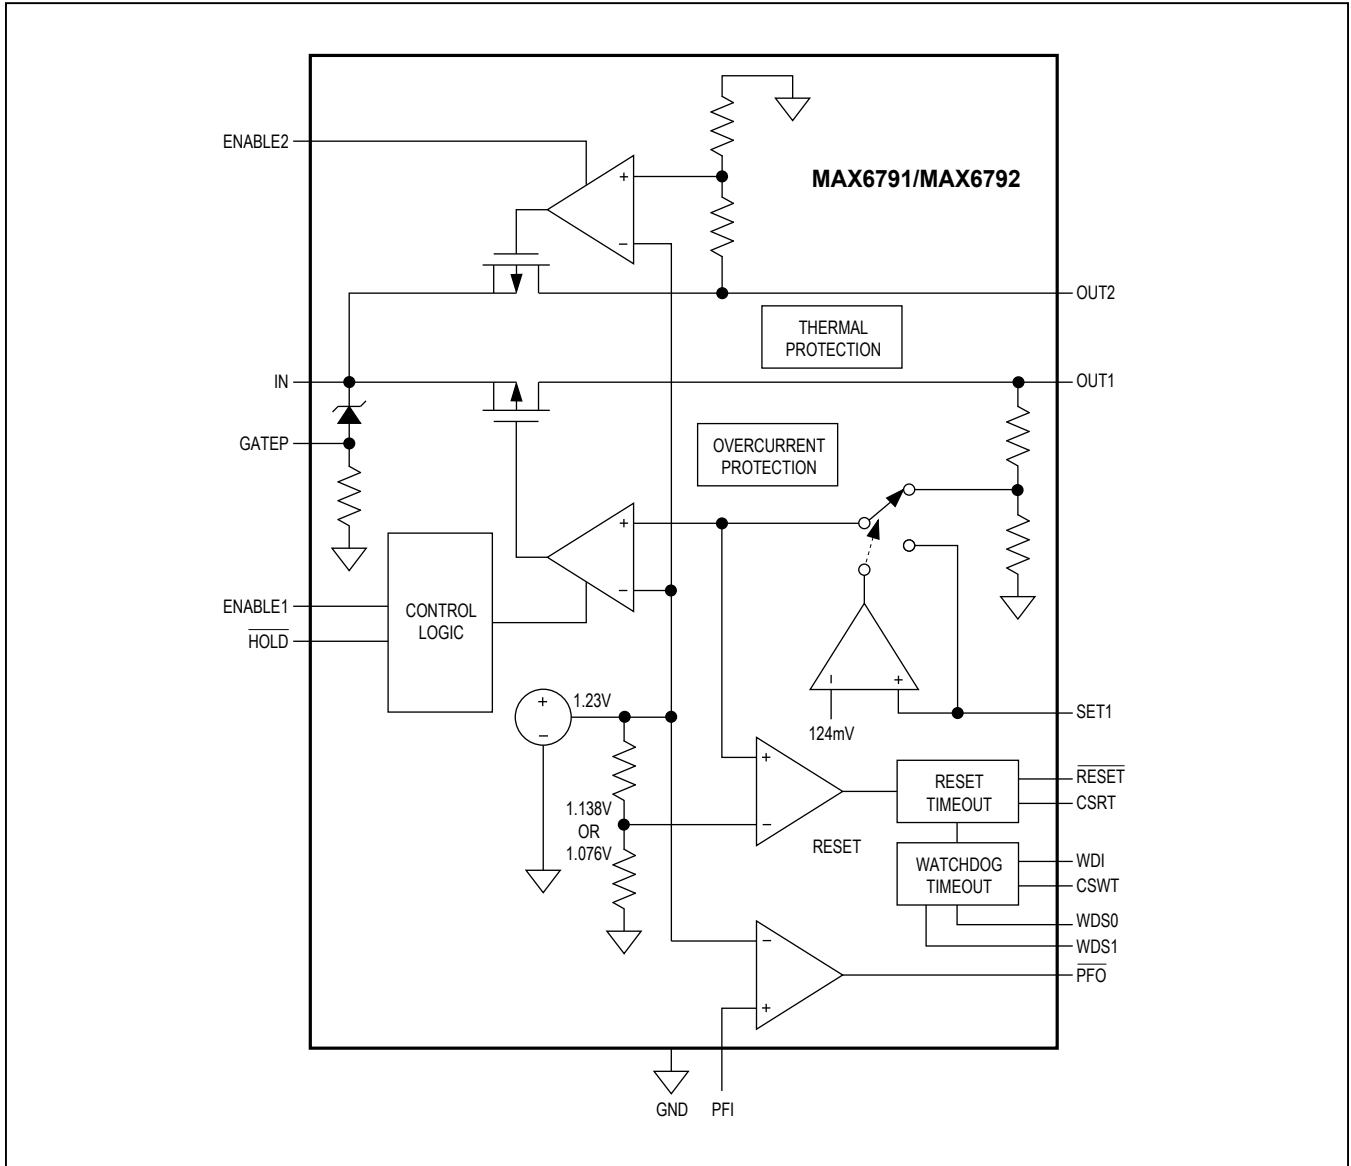 ENABLE2
+
MAX6791/MAX6792
−
OUT2
THERMAL
PROTECTION
IN
OUT1
GATEP
OVERCURRENT
PROTECTION
+
−
ENABLE1
CONTROL
LOGIC
HOLD
+
−
1.23V
− +
SET1
124mV
+
−
RESET
RESET
TIMEOUT
RESET
CSRT
1.138V
OR
1.076V
WATCHDOG
TIMEOUT
WDI
CSWT
WDS0
WDS1
−
+
PFO
GND
PFI